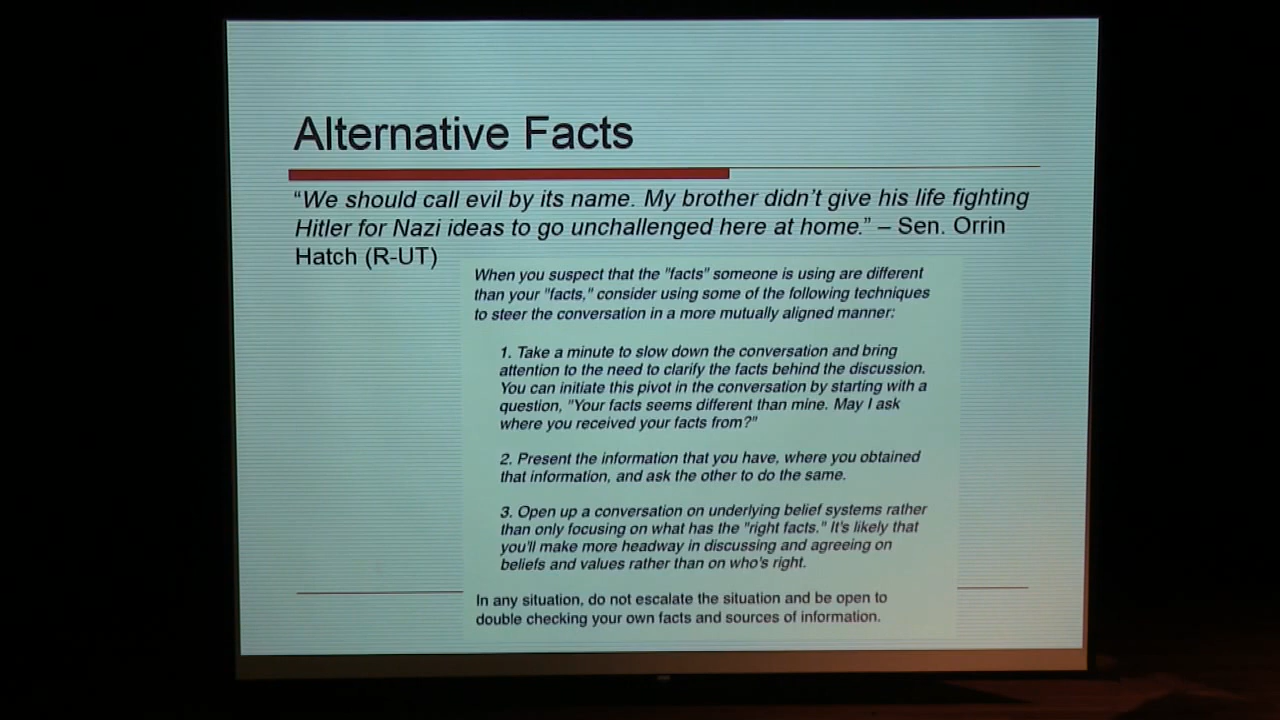 Alternative Facts
“We should call evil by its name. My brother didn’t give his life fighting
Hitler for Nazi ideas to go unchallenged here at home.” – Sen. Orrin
Hatch (R-UT)
When you suspect that the "facts" someone is using are different
than your "facts," consider using some of the following techniques
to steer the conversation in a more mutually aligned manner:
1. Take a minute to slow down the conversation and bring
attention to the need to clarify the facts behind the discussion.
You can initiate this pivot in the conversation by starting with a
question, "Your facts seems different than mine. May I ask
where you received your facts from?"
2. Present the information that you have, where you obtained
that information, and ask the other to do the same.
3. Open up a conversation on underlying belief systems rather
than only focusing on what has the "right facts." It's likely that
you'll make more headway in discussing and agreeing on
beliefs and values rather than on who's right.
In any situation, do not escalate the situation and be open to
double checking your own facts and sources of information.